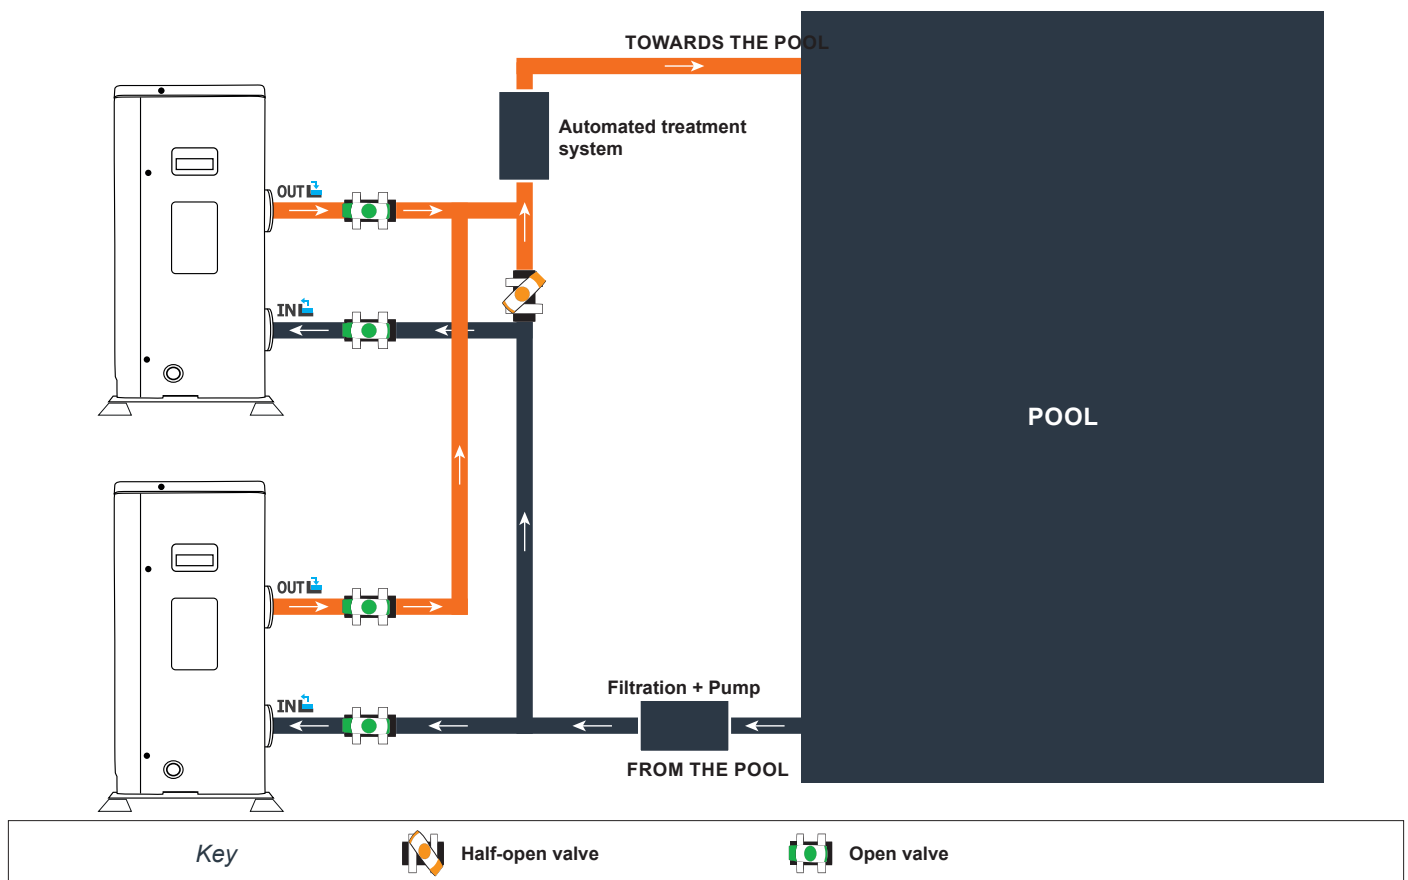 TOWARDS THE POOL
Automated treatment
system
OUT
IN
POOL
OUT
Filtration + Pump
IN
FROM THE POOL
Key
Half-open valve
Open valve